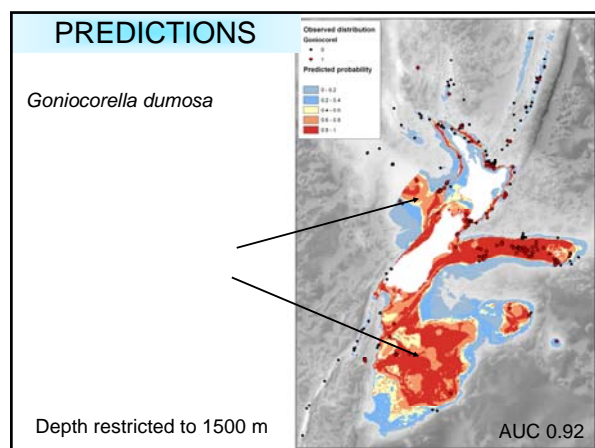 PREDICTIONS
Goniocorella dumosa
Observed distribution
Goniocorel
0
1
Predicted probability
0 - 0.2
0.2 - 0.4
0.4 - 0.6
0.6 - 0.8
0.8 - 1
Depth restricted to 1500 m
AUC 0.92